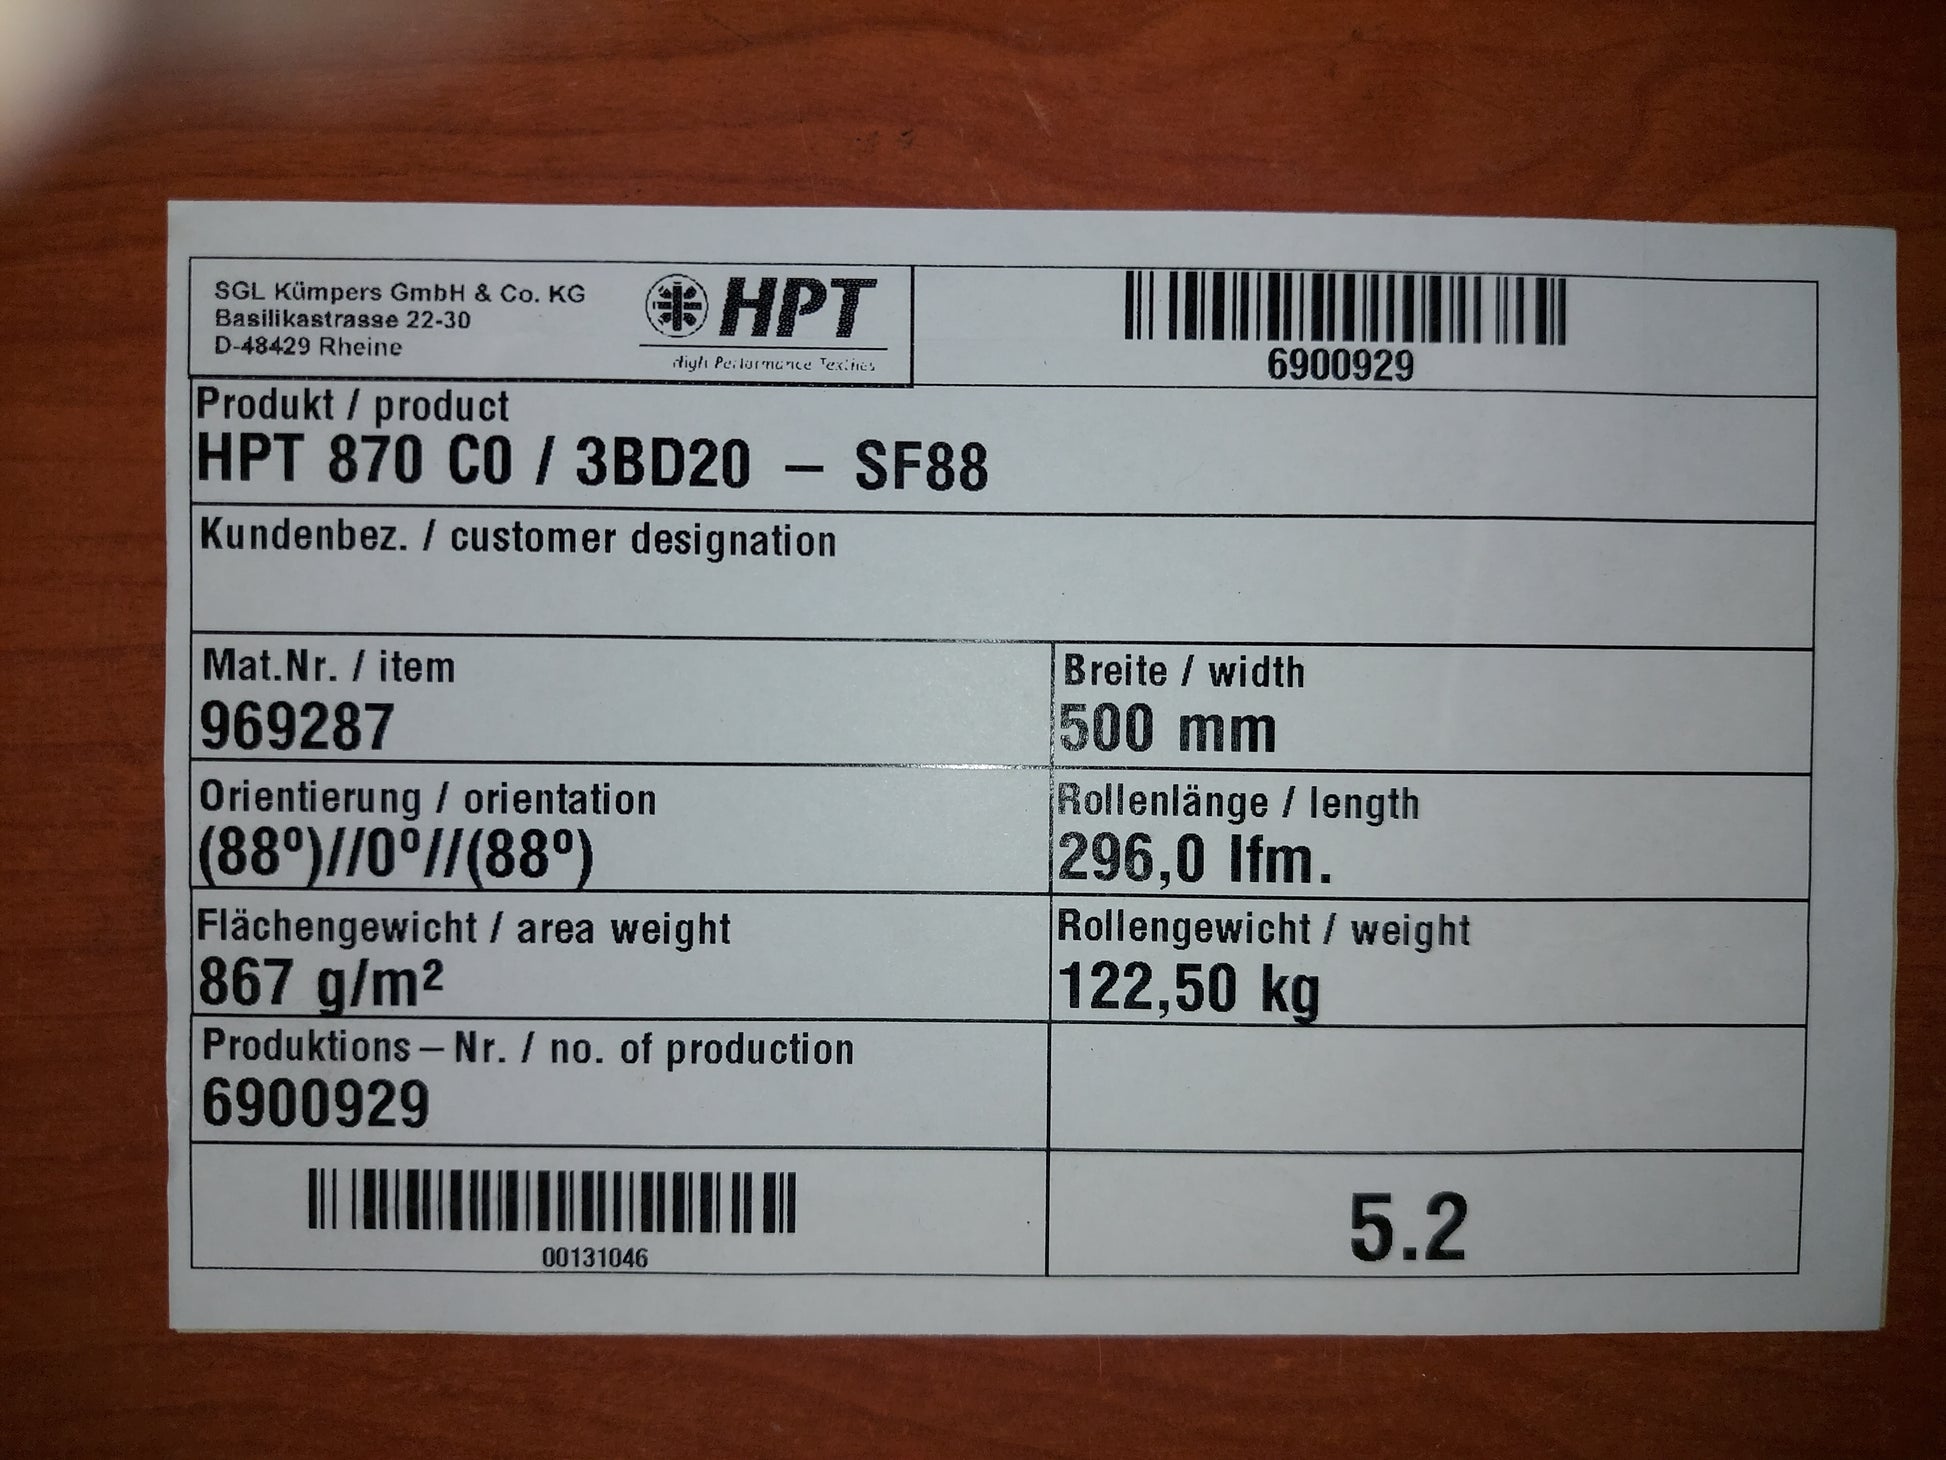 SGL Kümpers GmbH & Co. KG
Basilikastrasse 22-30
D-48429 Rheine
HPT
High Performance Textiles
6900929
Produkt / product
HPT 870 C0 / 3BD20 – SF88
Kundenbez. / customer designation
Mat.Nr. / item
969287
Breite / width
500 mm
Orientierung / orientation
(88º)//0º//(88º)
Rollenlänge / length
296,0 lfm.
Flächengewicht / area weight
867 g/m²
Rollengewicht / weight
122,50 kg
Produktions – Nr. / no. of production
6900929
00131046
5.2